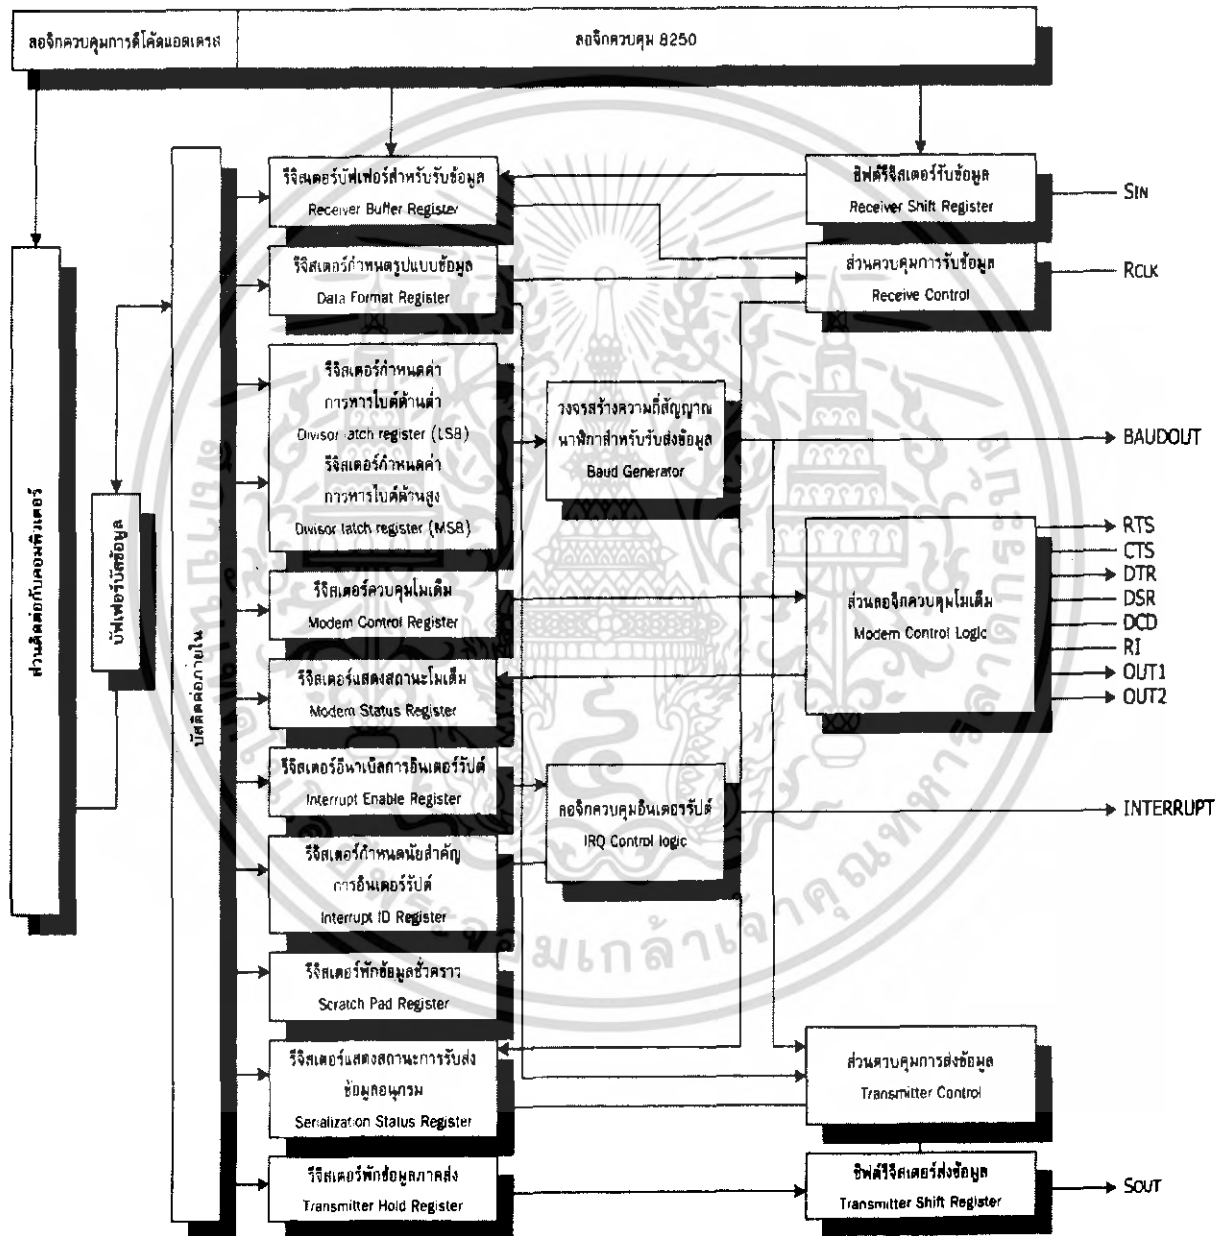 ลอจิกควบคุมการดีโค้ดแอดเดรส
ลอจิกควบคุม 8250
รีจิสเตอร์บัฟเฟอร์สำหรับรับข้อมูล
Receiver Buffer Register
ชิฟต์รีจิสเตอร์รับข้อมูล
Receiver Shift Register
SIN
รีจิสเตอร์กำหนดรูปแบบข้อมูล
Data Format Register
ส่วนควบคุมการรับข้อมูล
Receive Control
RCLK
รีจิสเตอร์กำหนดค่า
การหารไบต์ด้านต่ำ
Divisor latch register (LSB)
รีจิสเตอร์กำหนดค่า
การหารไบต์ด้านสูง
Divisor latch register (MSB)
วงจรสร้างความถี่สัญญาณ
นาฬิกาสำหรับรับส่งข้อมูล
Baud Generator
BAUDOUT
ส่วนติดต่อกับคอมพิวเตอร์
บัฟเฟอร์บัสข้อมูล
บัสติดต่อภายใน
รีจิสเตอร์ควบคุมโมเด็ม
Modem Control Register
ส่วนลอจิกควบคุมโมเด็ม
Modem Control Logic
RTS
CTS
DTR
DSR
DCD
RI
OUT1
OUT2
รีจิสเตอร์แสดงสถานะโมเด็ม
Modem Status Register
รีจิสเตอร์อีนาเบิลการอินเตอร์รัปต์
Interrupt Enable Register
ลอจิกควบคุมอินเตอร์รัปต์
IRQ Control logic
INTERRUPT
รีจิสเตอร์กำหนดนัยสำคัญ
การอินเตอร์รัปต์
Interrupt ID Register
รีจิสเตอร์พักข้อมูลชั่วคราว
Scratch Pad Register
รีจิสเตอร์แสดงสถานะการรับส่ง
ข้อมูลอนุกรม
Serialization Status Register
ส่วนควบคุมการส่งข้อมูล
Transmitter Control
รีจิสเตอร์พักข้อมูลภาคส่ง
Transmitter Hold Register
ชิฟต์รีจิสเตอร์ส่งข้อมูล
Transmitter Shift Register
SOUT